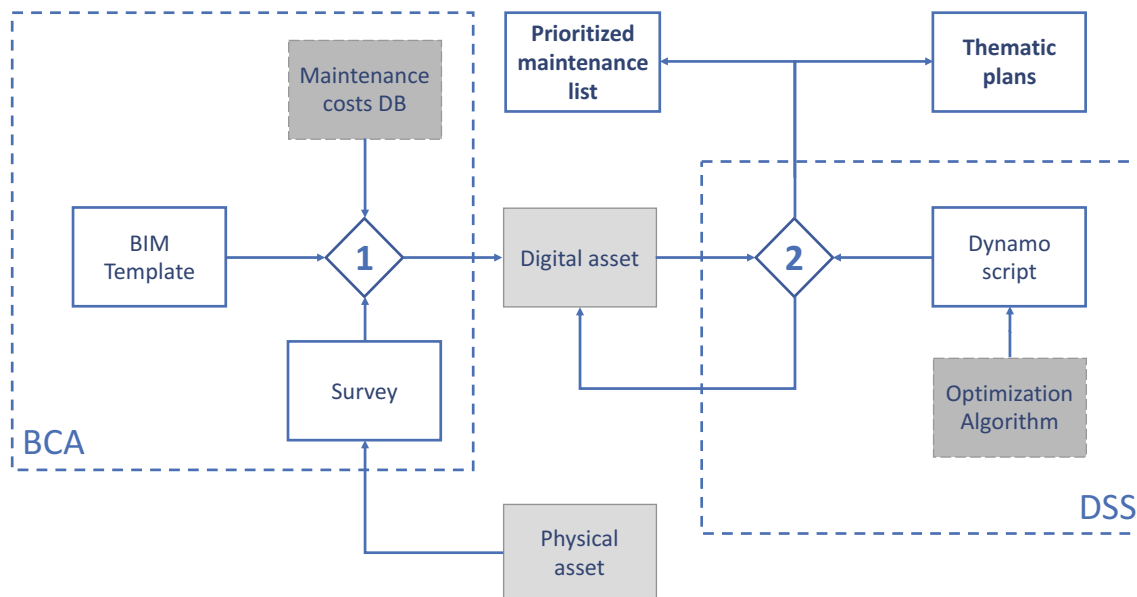 Maintenance
costs DB
Prioritized
maintenance
list
Thematic
plans
BIM
Template
1
Digital asset
2
Dynamo
script
Survey
Optimization
Algorithm
BCA
DSS
Physical
asset